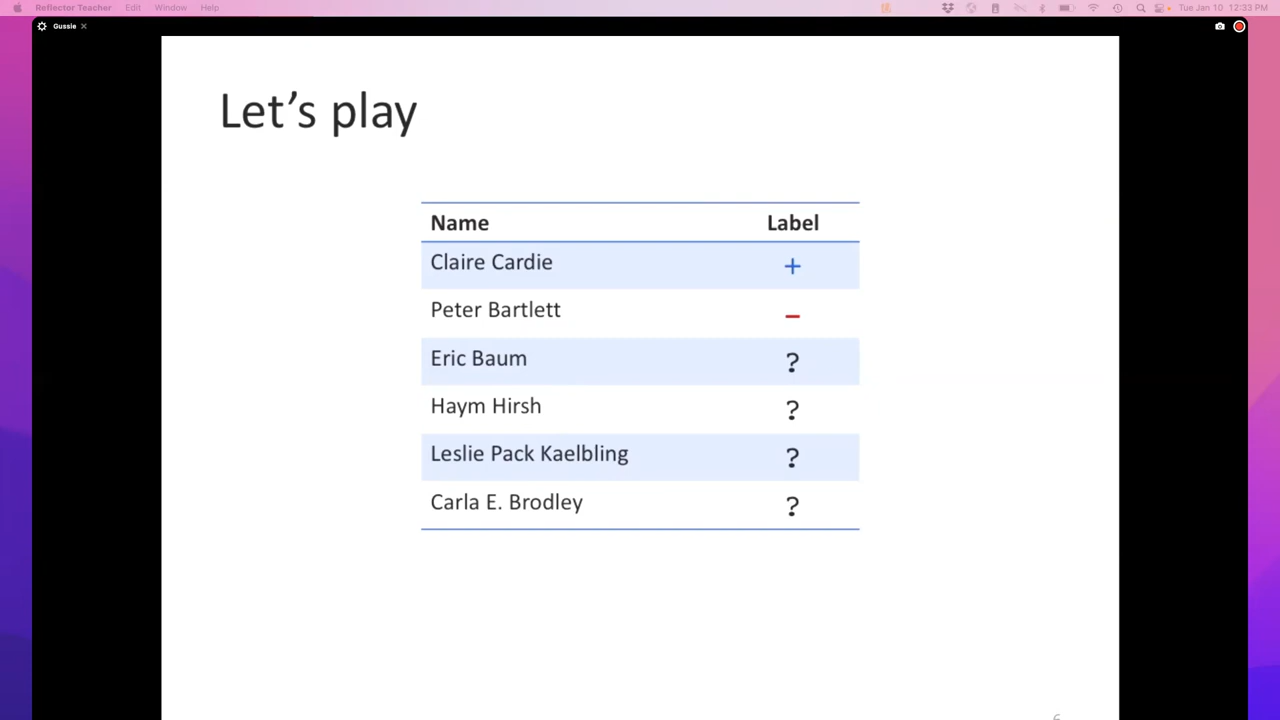 Reflector Teacher Edit Window Help Tue Jan 10 12:33 PM
Gussie
Let's play
Name Label
Claire Cardie +
Peter Bartlett −
Eric Baum ?
Haym Hirsh ?
Leslie Pack Kaelbling ?
Carla E. Brodley ?
6